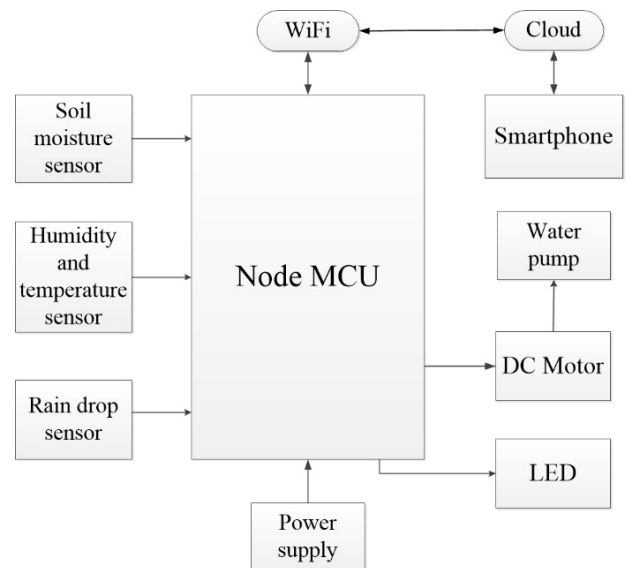 WiFi
Cloud
Soil
moisture
sensor
Smartphone
Humidity
and
temperature
sensor
Node MCU
Water
pump
DC Motor
Rain drop
sensor
LED
Power
supply